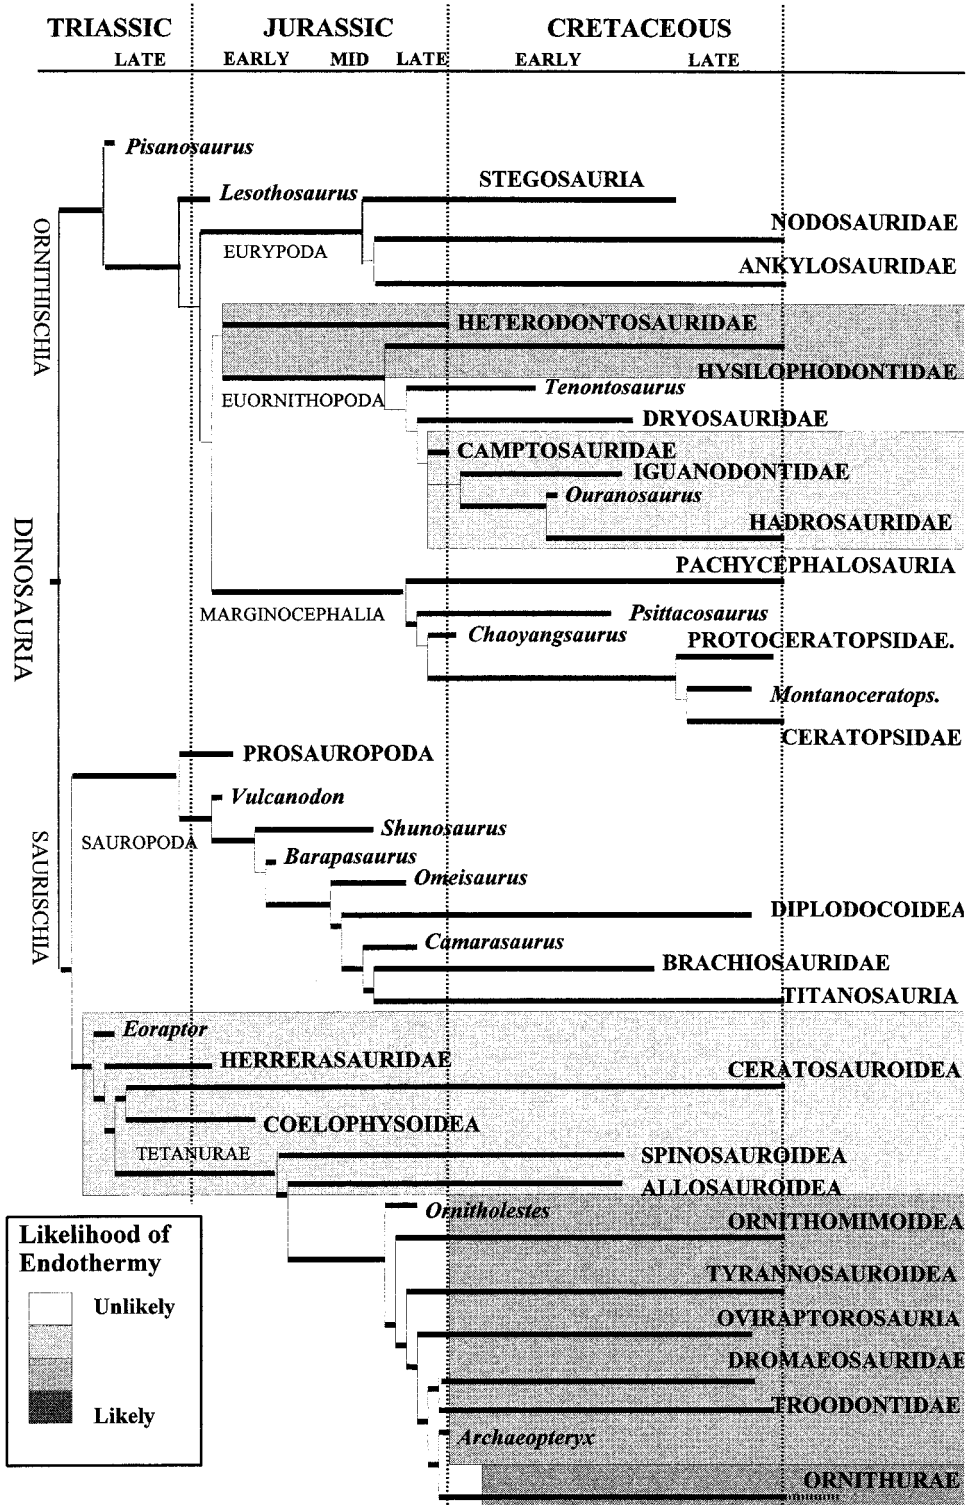 TRIASSIC JURASSIC CRETACEOUS
LATE EARLY MID LATE EARLY LATE
Pisanosaurus
Lesothosaurus
STEGOSAURIA
NODOSAURIDAE
EURYPODA
ANKYLOSAURIDAE
ORNITHISCHIA
HETERODONTOSAURIDAE
HYSILOPHODONTIDAE
Tenontosaurus
EUORNITHOPODA
DRYOSAURIDAE
CAMPTOSAURIDAE
IGUANODONTIDAE
Ouranosaurus
HADROSAURIDAE
DINOSAURIA
PACHYCEPHALOSAURIA
MARGINOCEPHALIA
Psittacosaurus
Chaoyangsaurus
PROTOCERATOPSIDAE.
Montanoceratops.
CERATOPSIDAE
PROSAUROPODA
Vulcanodon
Shunosaurus
SAUROPODA
Barapasaurus
Omeisaurus
SAURISCHIA
DIPLODOCOIDEA
Camarasaurus
BRACHIOSAURIDAE
TITANOSAURIA
Eoraptor
HERRERASAURIDAE
CERATOSAUROIDEA
COELOPHYSOIDEA
TETANURAE
SPINOSAUROIDEA
ALLOSAUROIDEA
Ornitholestes
ORNITHOMIMOIDEA
TYRANNOSAUROIDEA
OVIRAPTOROSAURIA
DROMAEOSAURIDAE
TROODONTIDAE
Archaeopteryx
ORNITHURAE
Likelihood of
Endothermy
Unlikely
Likely